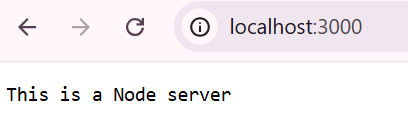 localhost:3000
This is a Node server